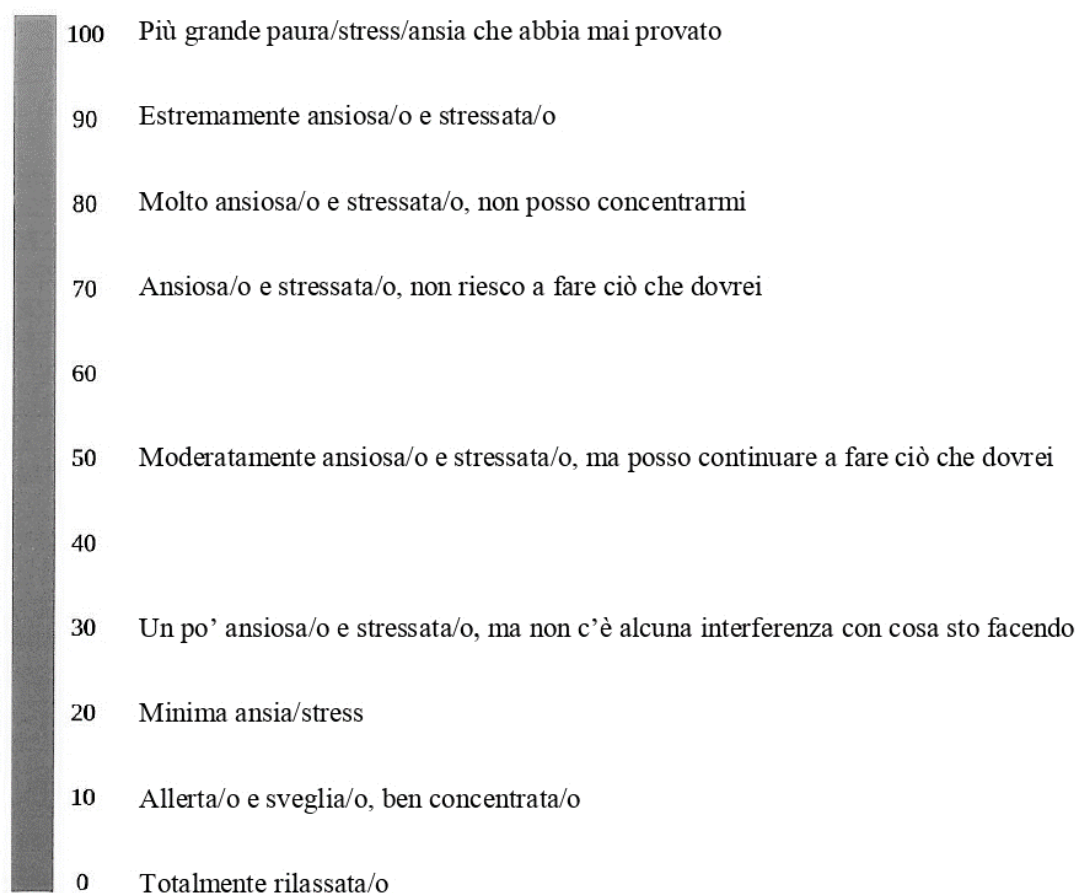 100 Più grande paura/stress/ansia che abbia mai provato
90 Estremamente ansiosa/o e stressata/o
80 Molto ansiosa/o e stressata/o, non posso concentrarmi
70 Ansiosa/o e stressata/o, non riesco a fare ciò che dovrei
60
50 Moderatamente ansiosa/o e stressata/o, ma posso continuare a fare ciò che dovrei
40
30 Un po’ ansiosa/o e stressata/o, ma non c’è alcuna interferenza con cosa sto facendo
20 Minima ansia/stress
10 Allerta/o e sveglia/o, ben concentrata/o
0 Totalmente rilassata/o